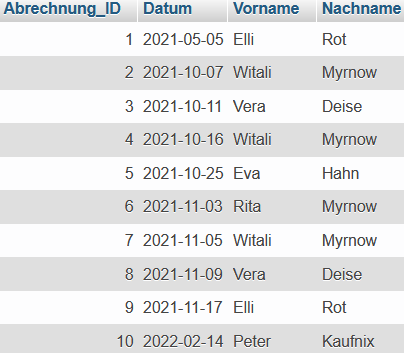 Abrechnung_ID Datum Vorname Nachname
1 2021-05-05 Elli Rot
2 2021-10-07 Witali Myrnow
3 2021-10-11 Vera Deise
4 2021-10-16 Witali Myrnow
5 2021-10-25 Eva Hahn
6 2021-11-03 Rita Myrnow
7 2021-11-05 Witali Myrnow
8 2021-11-09 Vera Deise
9 2021-11-17 Elli Rot
10 2022-02-14 Peter Kaufnix